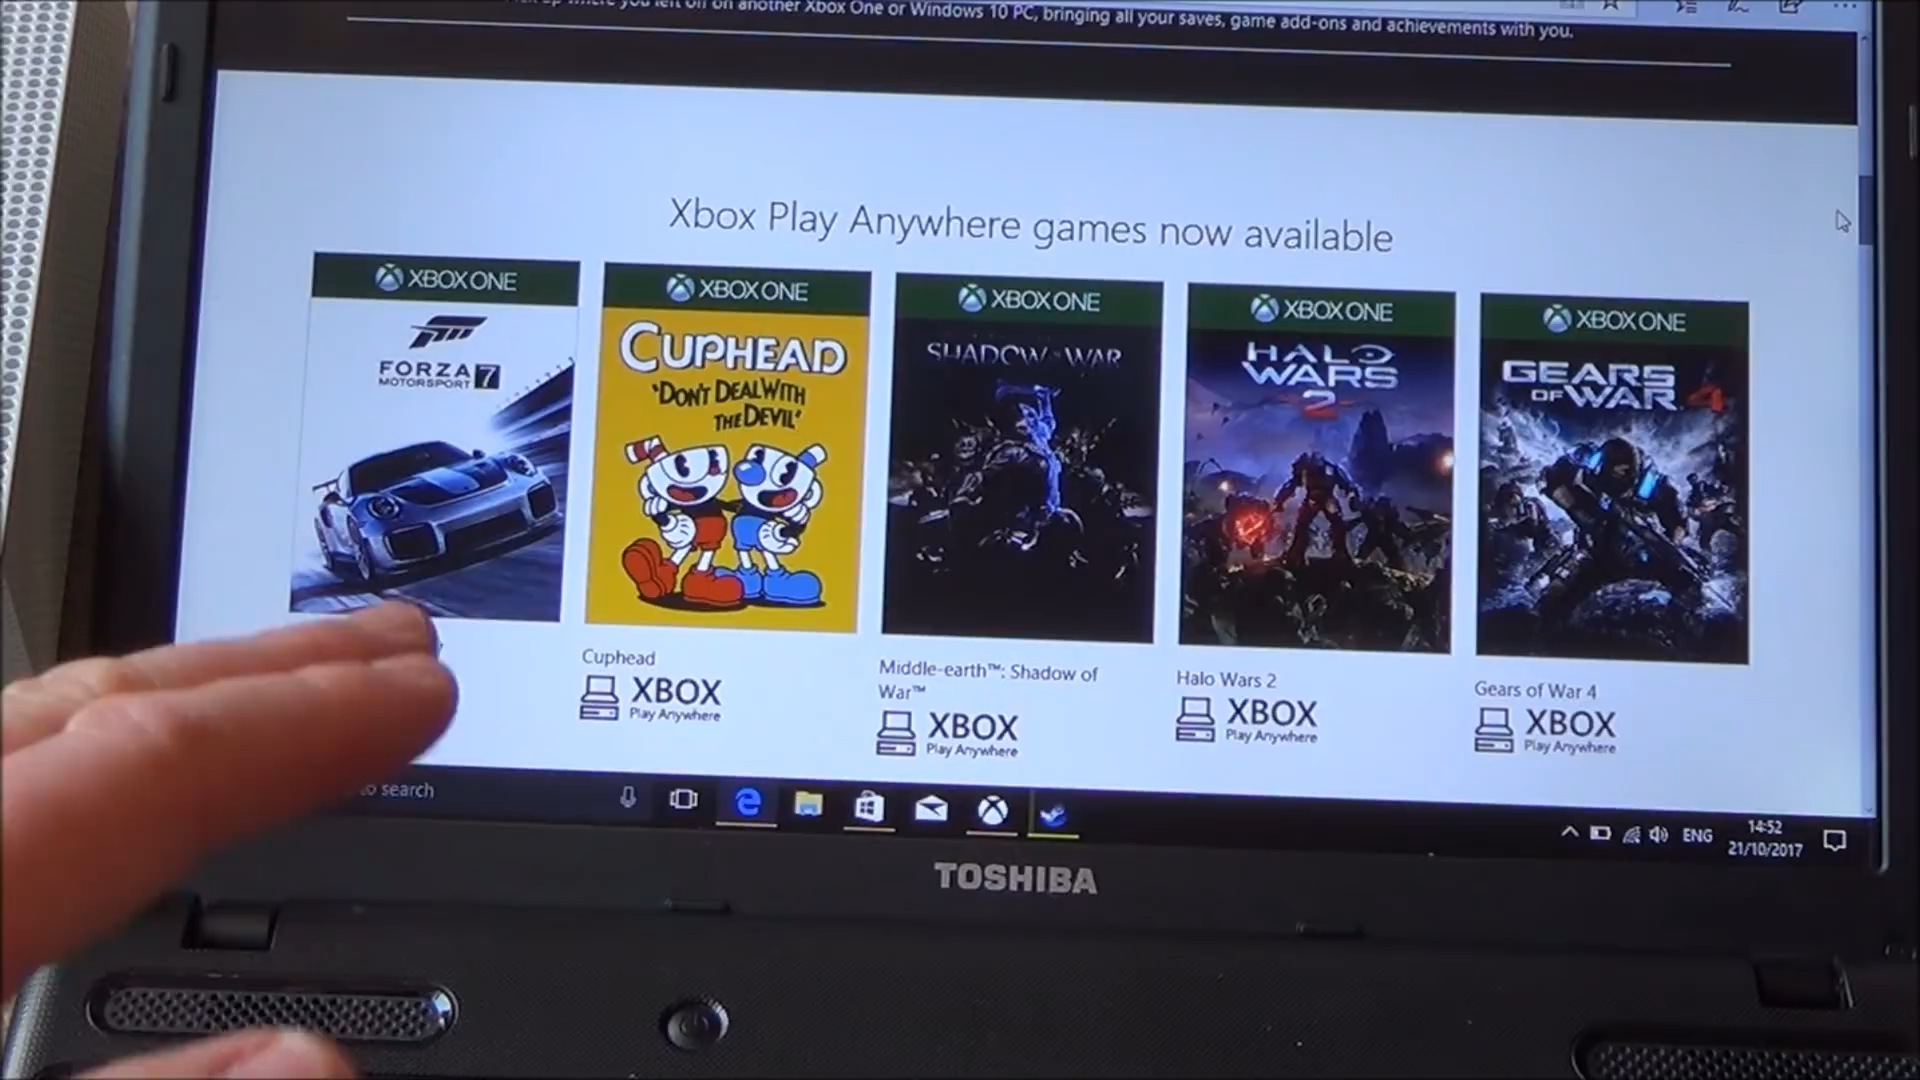 you left off on another Xbox One or Windows 10 PC, bringing all your saves, game add-ons and achievements with you.
Xbox Play Anywhere games now available
XBOX ONE
FORZA
MOTORSPORT 7
XBOX ONE
CUPHEAD
"DON'T DEAL WITH
THE DEVIL"
XBOX ONE
SHADOW OF WAR
XBOX ONE
HALO
WARS
2
XBOX ONE
GEARS
OF WAR 4
Cuphead
XBOX
Play Anywhere
Middle-earth™: Shadow of
War™
XBOX
Play Anywhere
Halo Wars 2
XBOX
Play Anywhere
Gears of War 4
XBOX
Play Anywhere
to search
ENG
14:52
21/10/2017
TOSHIBA